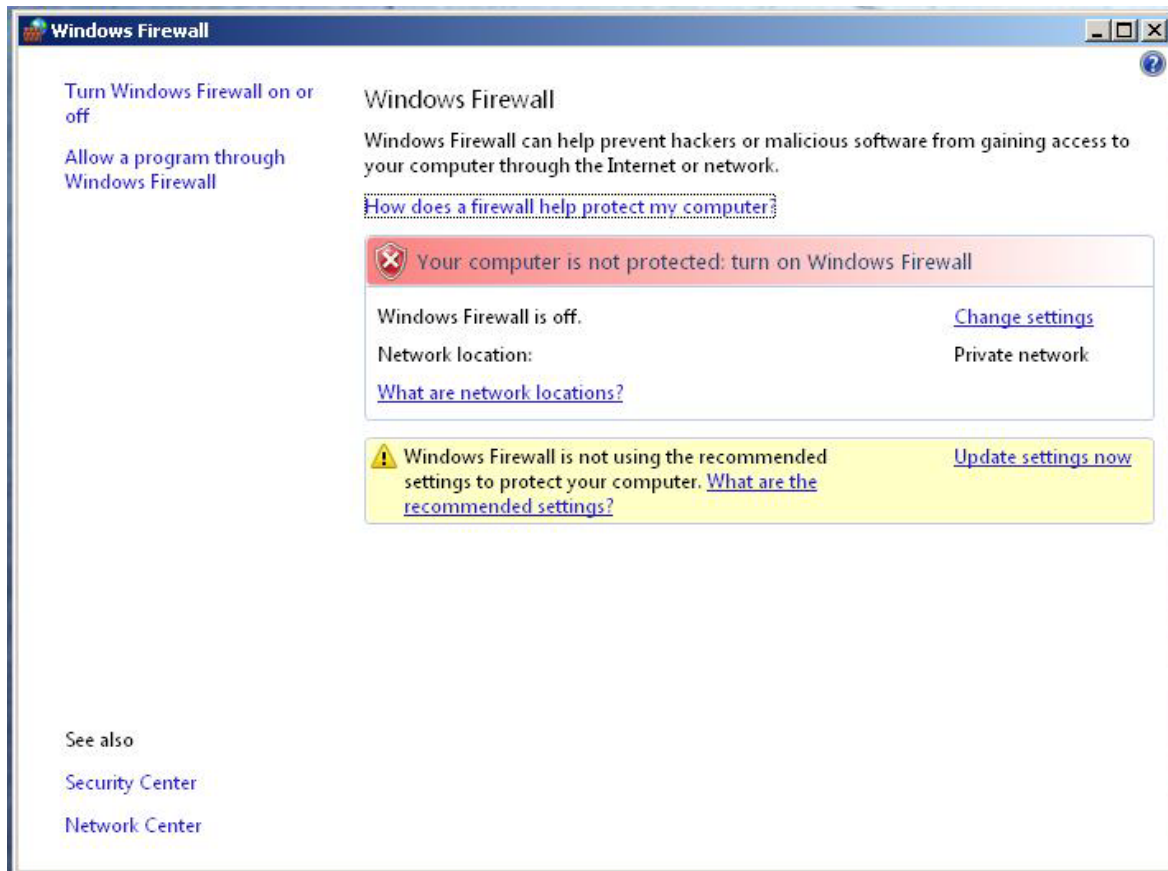 Windows Firewall
Turn Windows Firewall on or
off
Allow a program through
Windows Firewall
Windows Firewall
Windows Firewall can help prevent hackers or malicious software from gaining access to
your computer through the Internet or network.
How does a firewall help protect my computer?
Your computer is not protected: turn on Windows Firewall
Windows Firewall is off.
Change settings
Network location:
Private network
What are network locations?
Windows Firewall is not using the recommended
settings to protect your computer. What are the
recommended settings?
Update settings now
See also
Security Center
Network Center